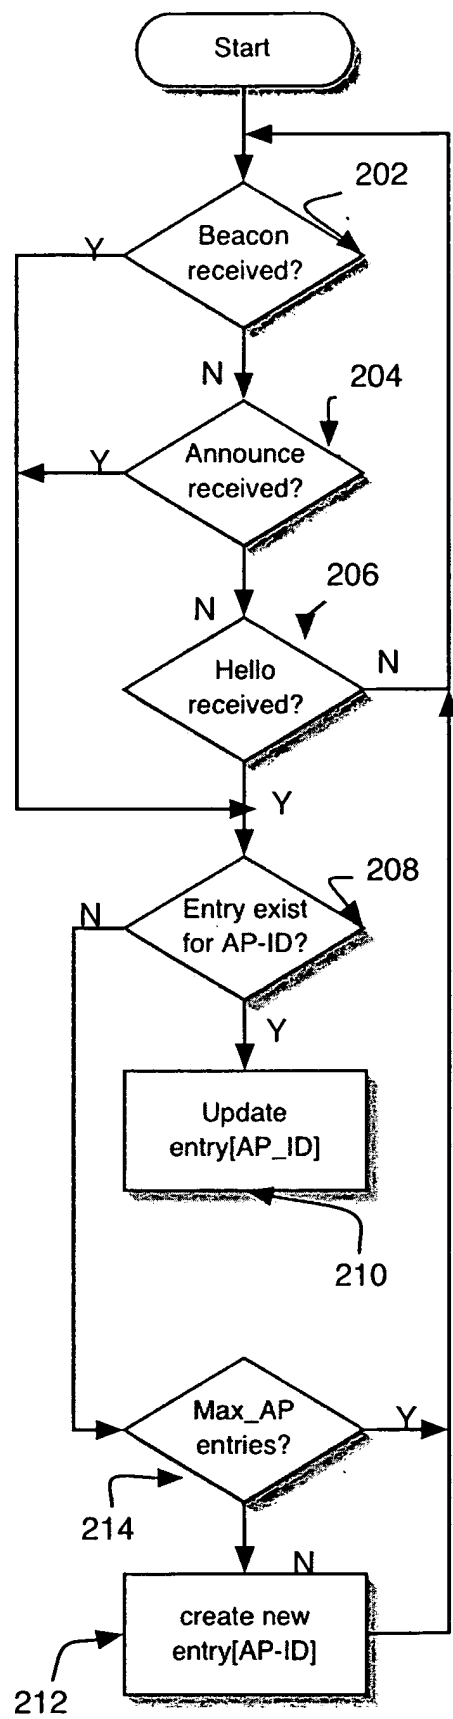 Start
202
Y
Beacon
received?
N
204
Y
Announce
received?
206
N
Hello
received?
N
Y
208
N
Entry exist
for AP-ID?
Y
Update
entry[AP_ID]
210
Max_AP
entries?
Y
214
N
create new
entry[AP-ID]
212